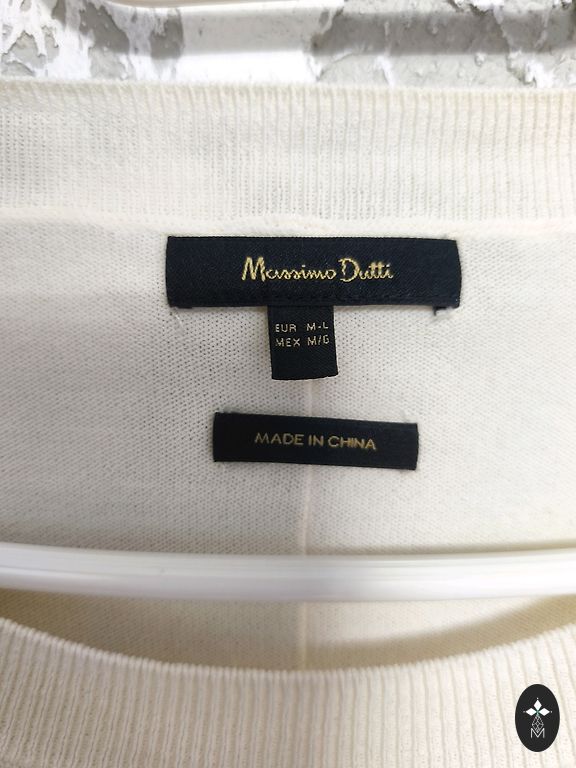 Massimo Dutti
EUR M-L
MEX M/G
MADE IN CHINA
M